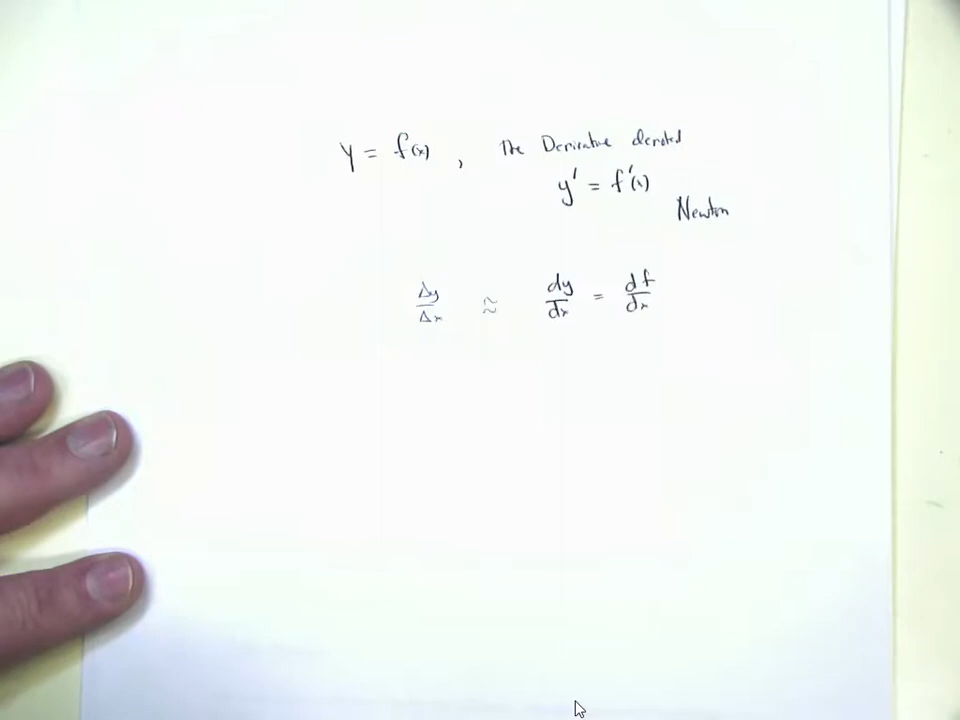 y = f(x) , The Derivative denoted
y' = f'(x)
Newton
Δy/Δx ≈ dy/dx = df/dx